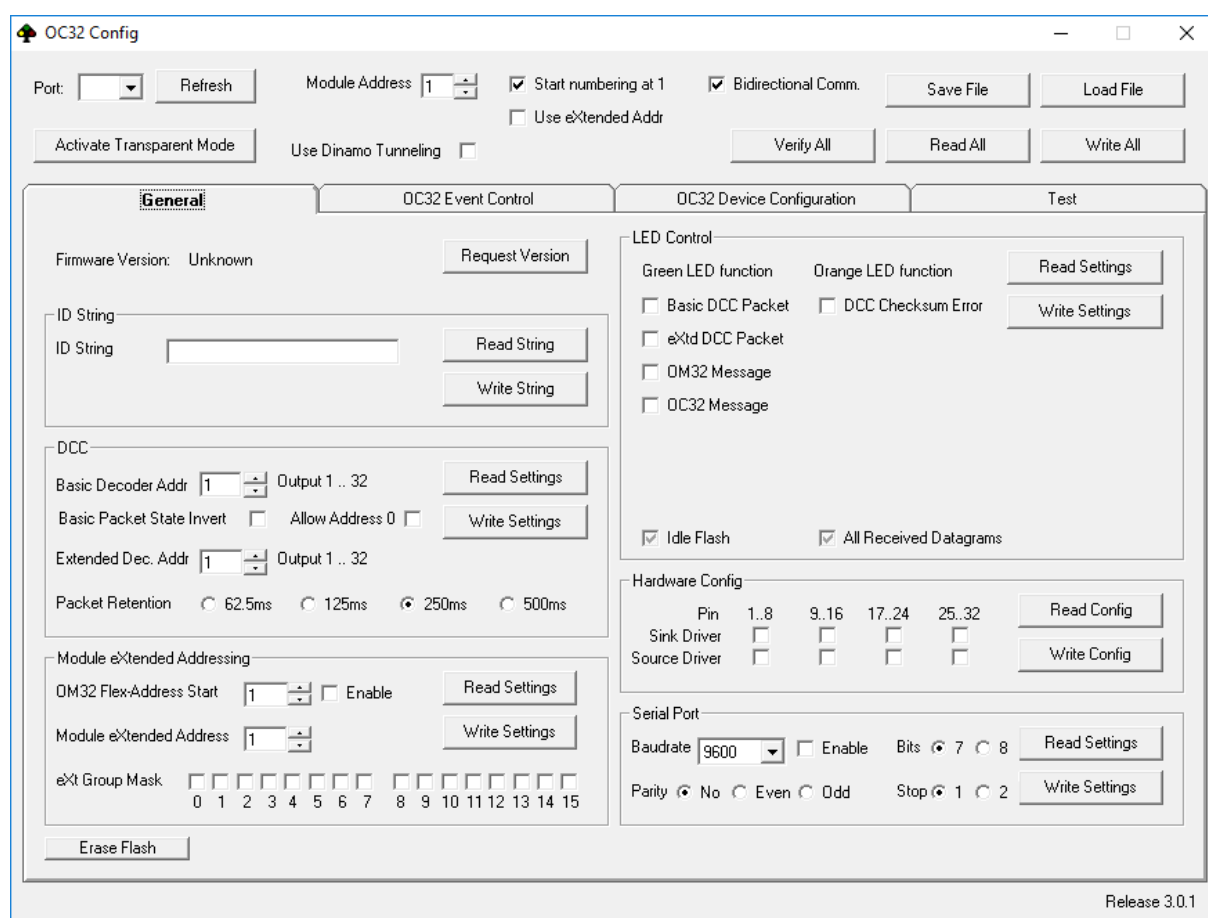 OC32 Config
Port: Refresh Module Address 1 Start numbering at 1 Bidirectional Comm. Save File Load File
Use eXtended Addr
Activate Transparent Mode Use Dinamo Tunneling Verify All Read All Write All
General OC32 Event Control OC32 Device Configuration Test
Firmware Version: Unknown Request Version
ID String
ID String Read String
Write String
DCC
Basic Decoder Addr 1 Output 1 .. 32 Read Settings
Basic Packet State Invert Allow Address 0 Write Settings
Extended Dec. Addr 1 Output 1 .. 32
Packet Retention 62.5ms 125ms 250ms 500ms
Module eXtended Addressing
OM32 Flex-Address Start 1 Enable Read Settings
Module eXtended Address 1 Write Settings
eXt Group Mask
0 1 2 3 4 5 6 7 8 9 10 11 12 13 14 15
Erase Flash
LED Control
Green LED function Orange LED function Read Settings
Basic DCC Packet DCC Checksum Error Write Settings
eXtd DCC Packet
OM32 Message
OC32 Message
Idle Flash All Received Datagrams
Hardware Config
Pin 1..8 9..16 17..24 25..32 Read Config
Sink Driver
Source Driver Write Config
Serial Port
Baudrate 9600 Enable Bits 7 8 Read Settings
Parity No Even Odd Stop 1 2 Write Settings
Release 3.0.1